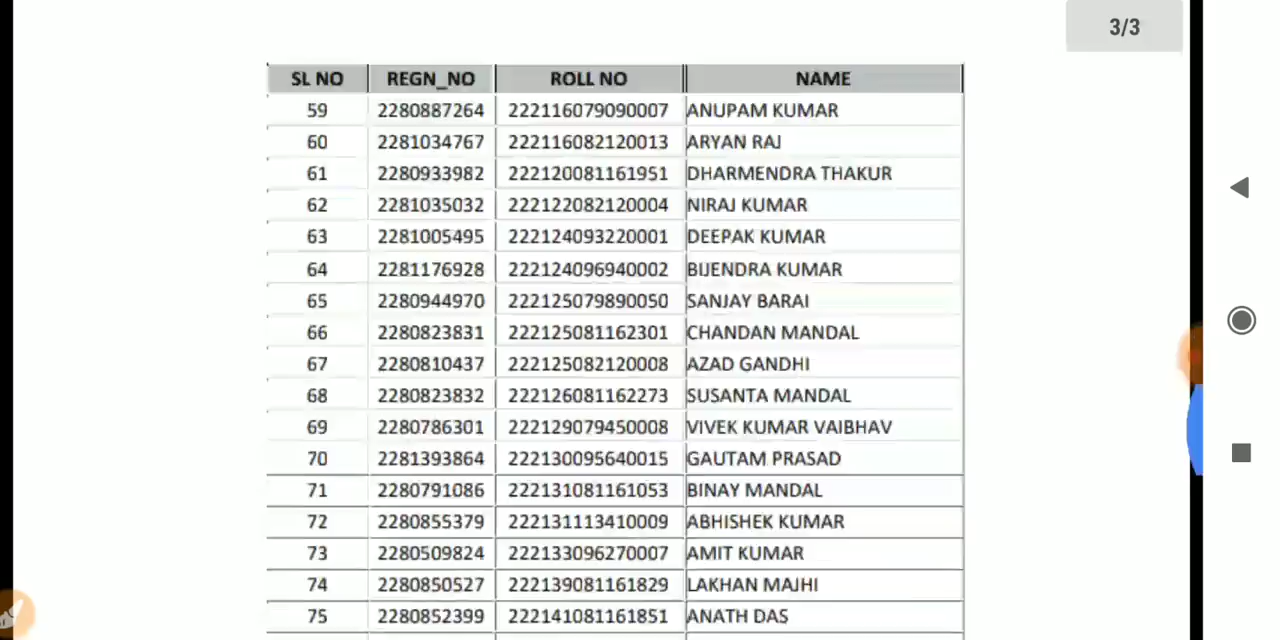 3/3
SL NO REGN_NO ROLL NO NAME
59 2280887264 222116079090007 ANUPAM KUMAR
60 2281034767 222116082120013 ARYAN RAJ
61 2280933982 222120081161951 DHARMENDRA THAKUR
62 2281035032 222122082120004 NIRAJ KUMAR
63 2281005495 222124093220001 DEEPAK KUMAR
64 2281176928 222124096940002 BIJENDRA KUMAR
65 2280944970 222125079890050 SANJAY BARAI
66 2280823831 222125081162301 CHANDAN MANDAL
67 2280810437 222125082120008 AZAD GANDHI
68 2280823832 222126081162273 SUSANTA MANDAL
69 2280786301 222129079450008 VIVEK KUMAR VAIBHAV
70 2281393864 222130095640015 GAUTAM PRASAD
71 2280791086 222131081161053 BINAY MANDAL
72 2280855379 222131113410009 ABHISHEK KUMAR
73 2280509824 222133096270007 AMIT KUMAR
74 2280850527 222139081161829 LAKHAN MAJHI
75 2280852399 222141081161851 ANATH DAS